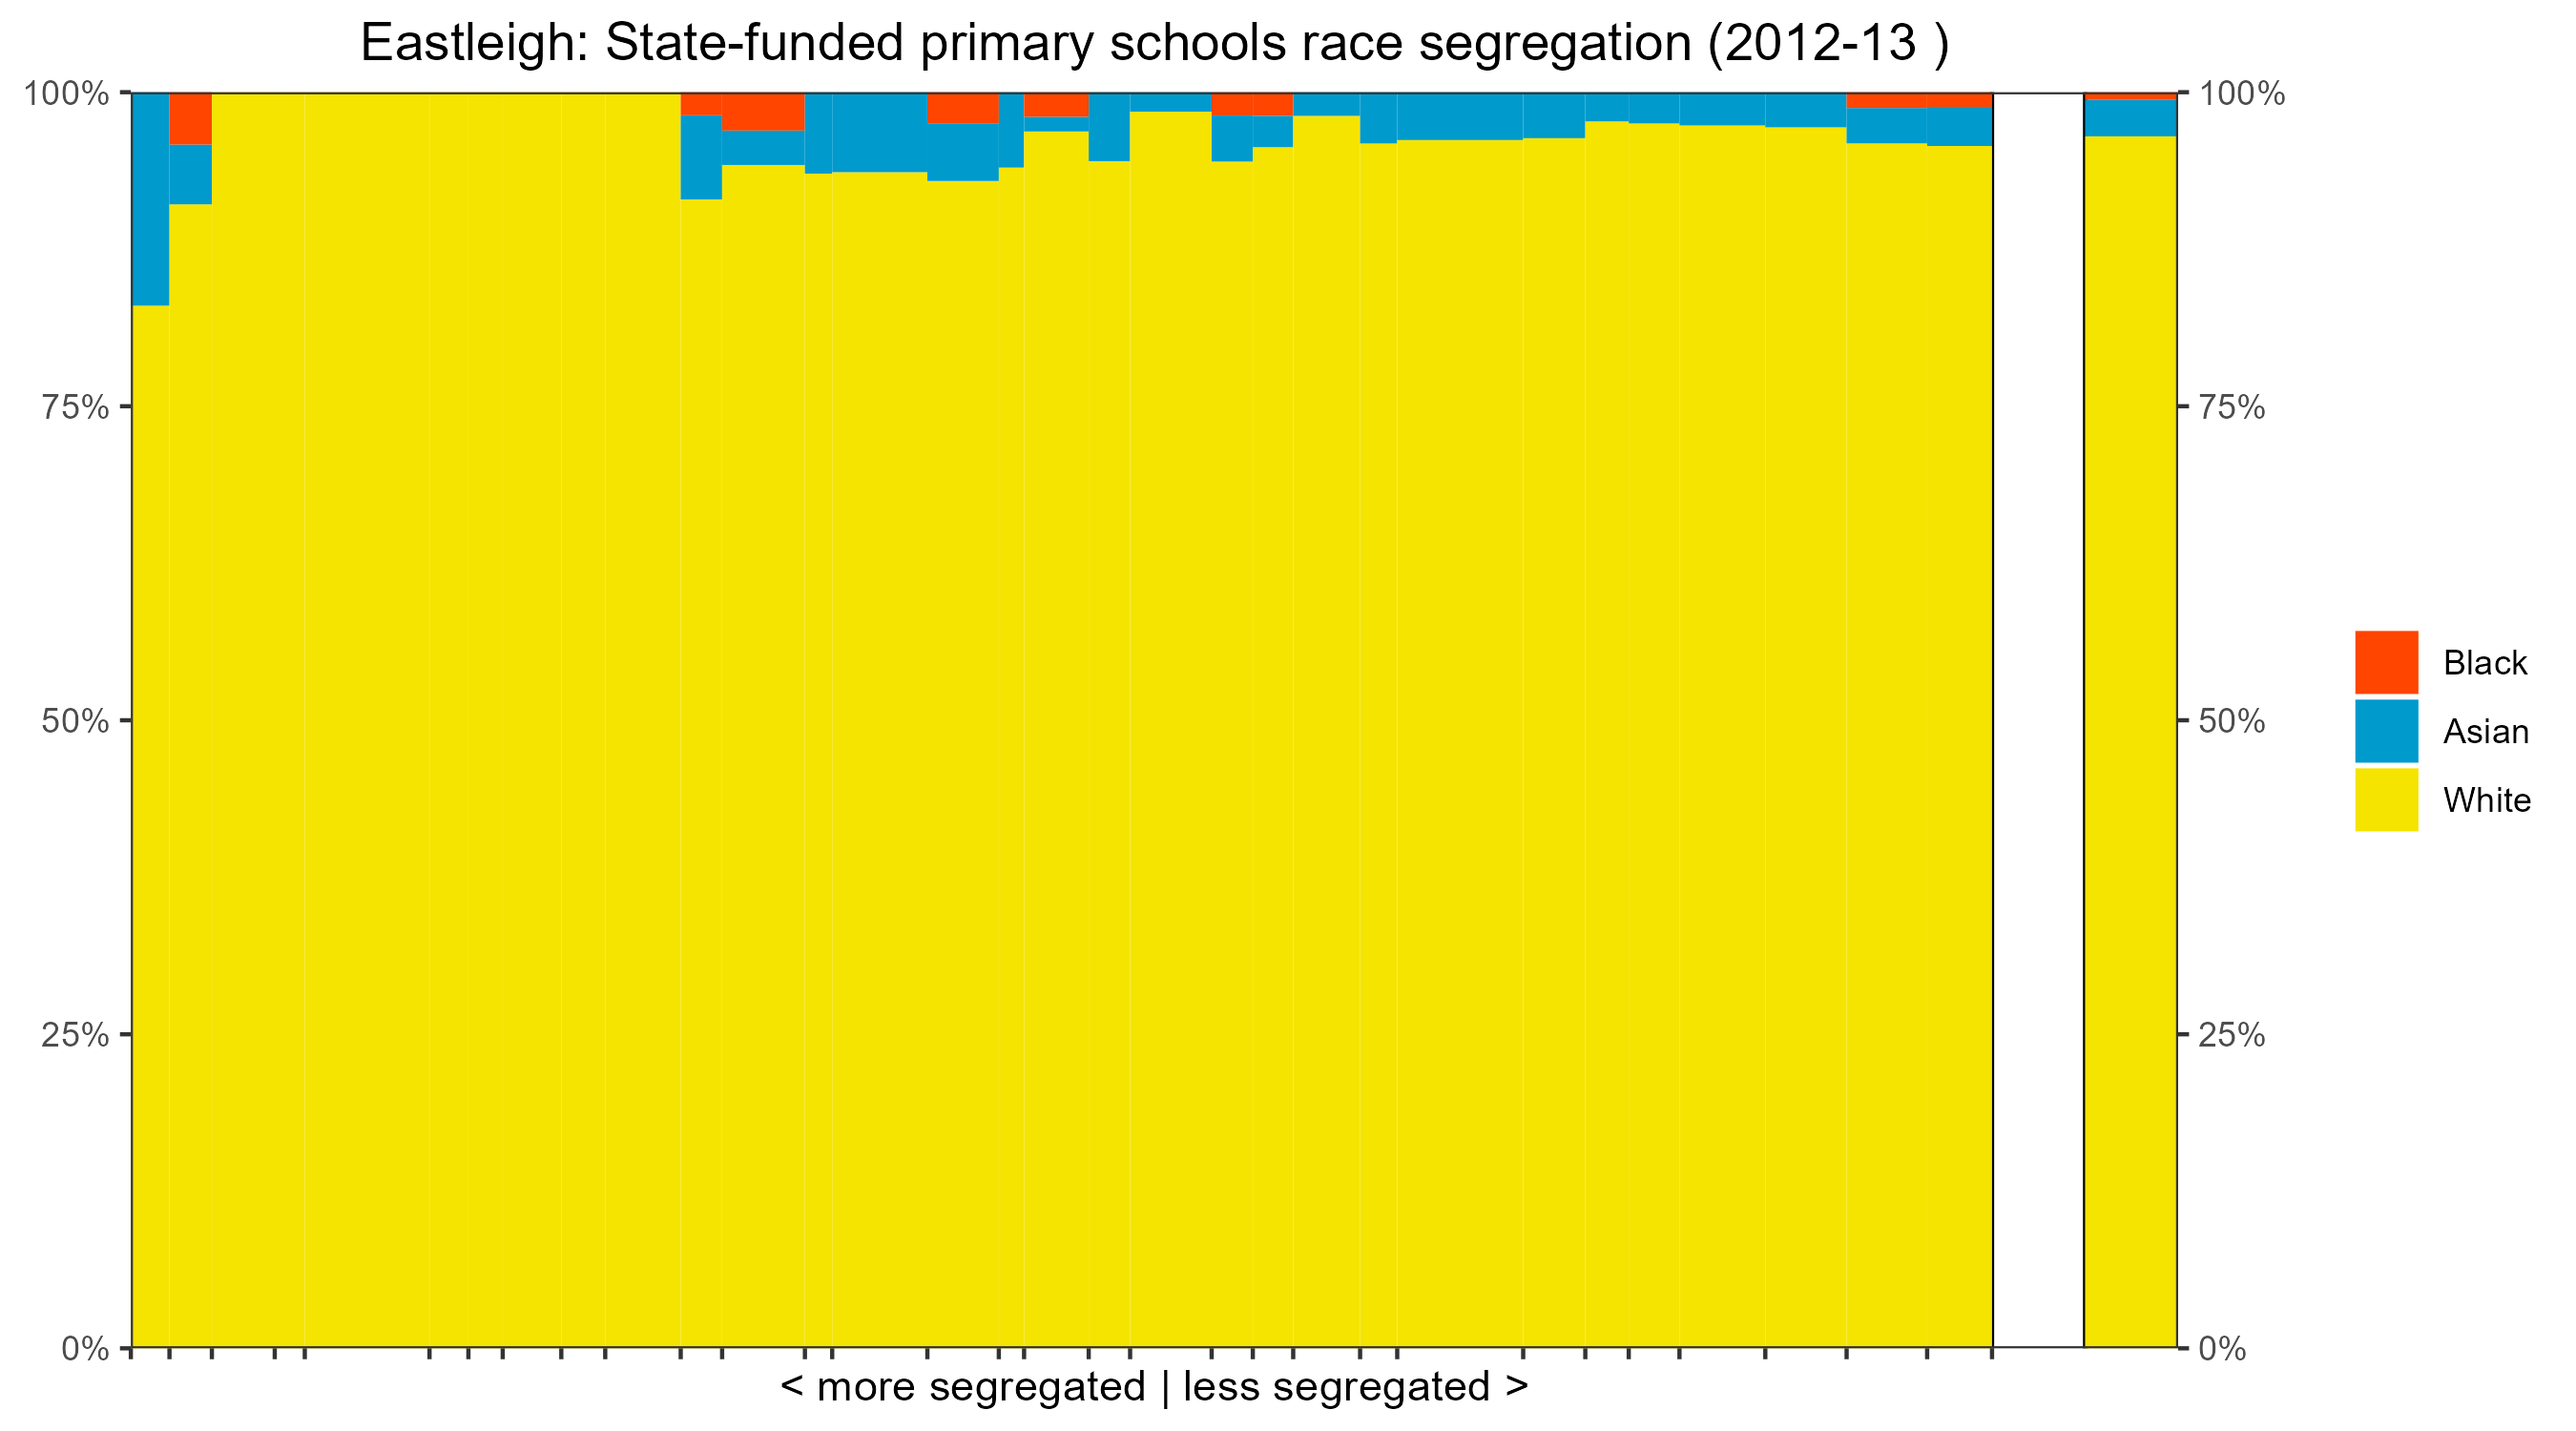 Eastleigh: State-funded primary schools race segregation (2012-13 )
100%
75%
50%
25%
0%
100%
75%
50%
25%
0%
Black
Asian
White
< more segregated | less segregated >